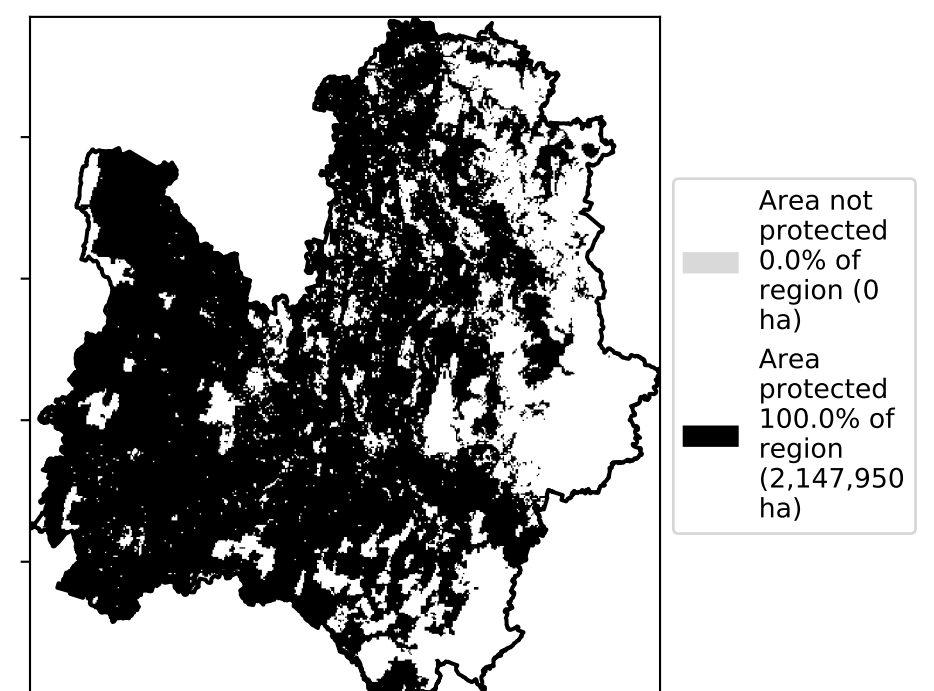 Area not
protected
0.0% of
region (0
ha)
Area
protected
100.0% of
region
(2,147,950
ha)